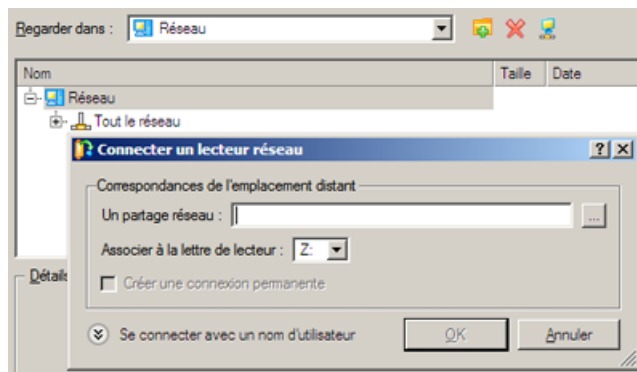 Regarder dans : Réseau
Nom Taille Date
Réseau
Tout le réseau
Connecter un lecteur réseau
Correspondances de l'emplacement distant
Un partage réseau : ...
Associer à la lettre de lecteur : Z:
Détails
Créer une connexion permanente
Se connecter avec un nom d'utilisateur OK Annuler